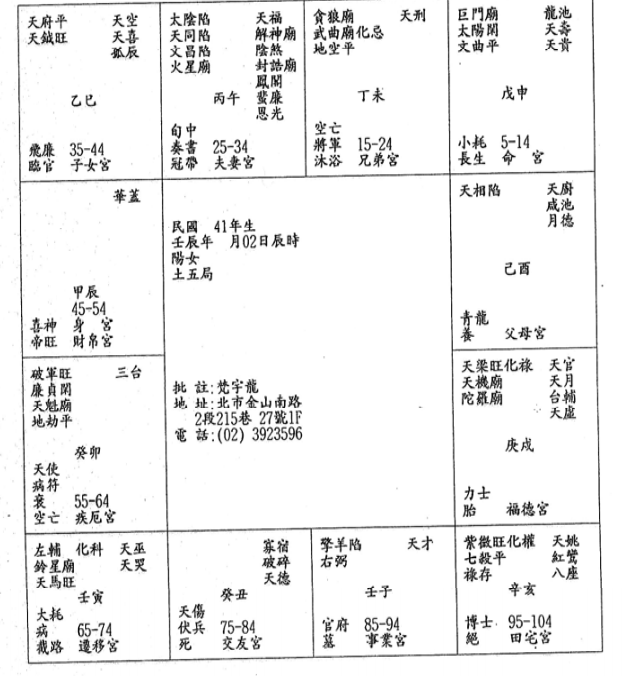 天府平 天空
天鉞旺 天喜
孤辰
乙巳
飛廉 35-44
臨官 子女宮
太陰陷 天福
天同陷 解神廟
文昌陷 陰煞
火星廟 封誥廟
鳳閣
蜚廉
恩光
丙午
旬中
奏書 25-34
冠帶 夫妻宮
貪狼廟 天刑
武曲廟化忌
地空平
丁未
空亡
將軍 15-24
沐浴 兄弟宮
巨門廟 龍池
太陽閑 天壽
文曲平 天貴
戊申
小耗 5-14
長生 命 宮
華蓋
甲辰
45-54
喜神 身 宮
帝旺 財帛宮
民國 41年生
壬辰年 月02日辰時
陽女
土五局
批 註:梵宇龍
地 址:北市金山南路
2段215巷 27號1F
電 話:(02) 3923596
天相陷 天廚
咸池
月德
己酉
青龍
養 父母宮
破軍旺 三台
廉貞閑
天魁廟
地劫平
癸卯
天使
病符
衰 55-64
空亡 疾厄宮
天梁旺化祿 天官
天機廟 天月
陀羅廟 台輔
天虛
庚戌
力士
胎 福德宮
左輔 化科 天巫
鈴星廟 天哭
天馬旺
壬寅
大耗
病 65-74
截路 遷移宮
寡宿
破碎
天德
癸丑
天傷
伏兵 75-84
死 交友宮
擎羊陷 天才
右弼
壬子
官府 85-94
墓 事業宮
紫微旺化權 天姚
七殺平 紅鸞
祿存 八座
辛亥
博士 95-104
絕 田宅宮